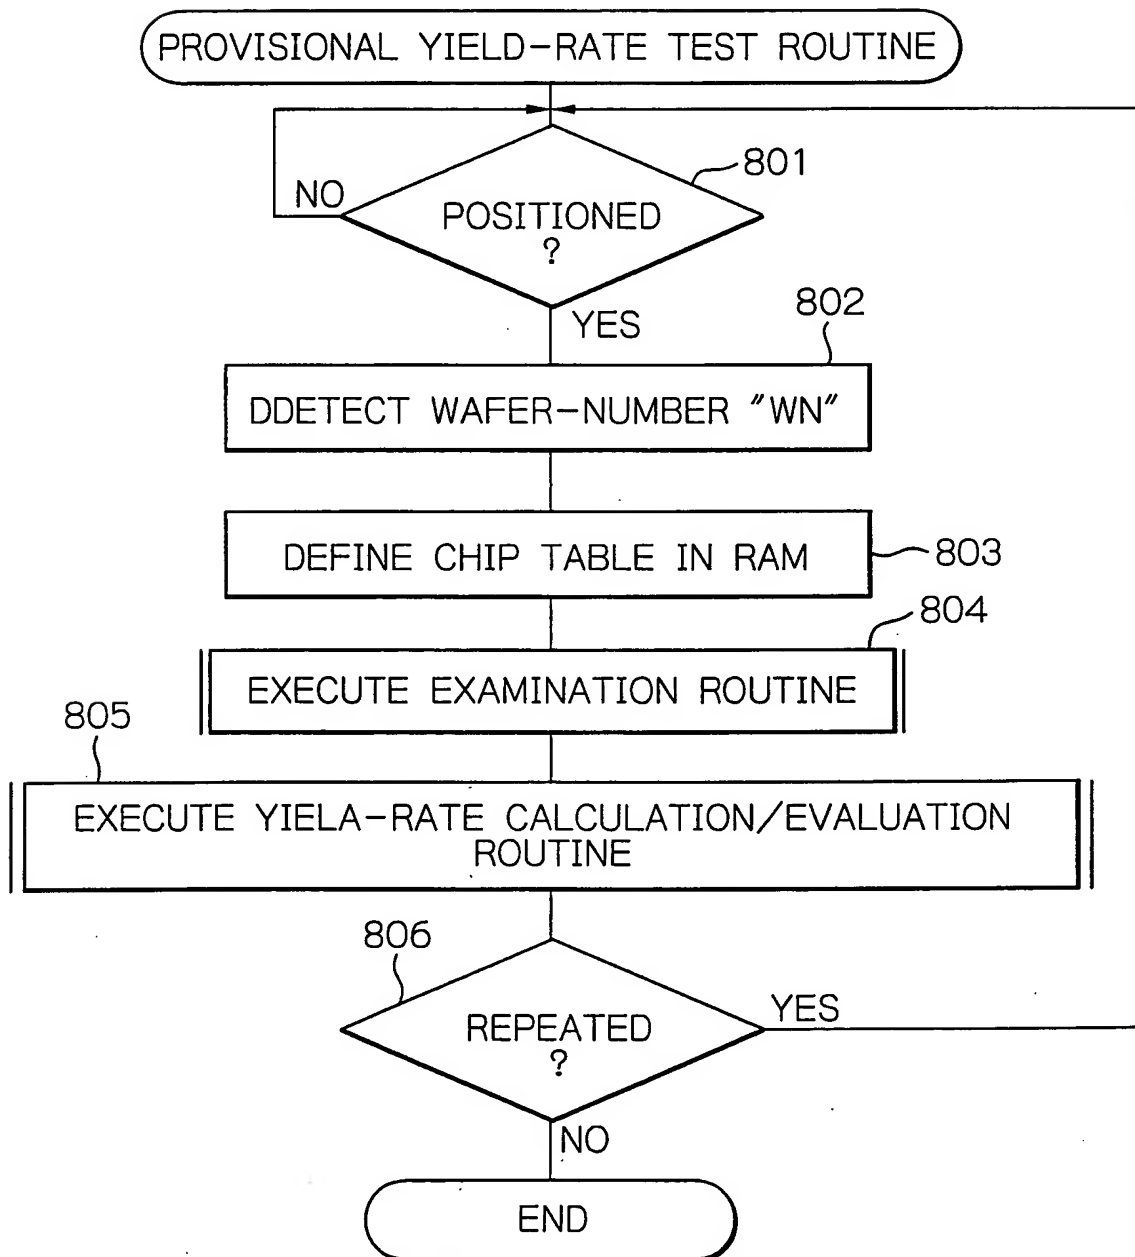 PROVISIONAL YIELD-RATE TEST ROUTINE
801
NO
POSITIONED
?
YES
802
DDETECT WAFER-NUMBER "WN"
DEFINE CHIP TABLE IN RAM
803
804
EXECUTE EXAMINATION ROUTINE
805
EXECUTE YIELA-RATE CALCULATION/EVALUATION
ROUTINE
806
REPEATED
?
YES
NO
END